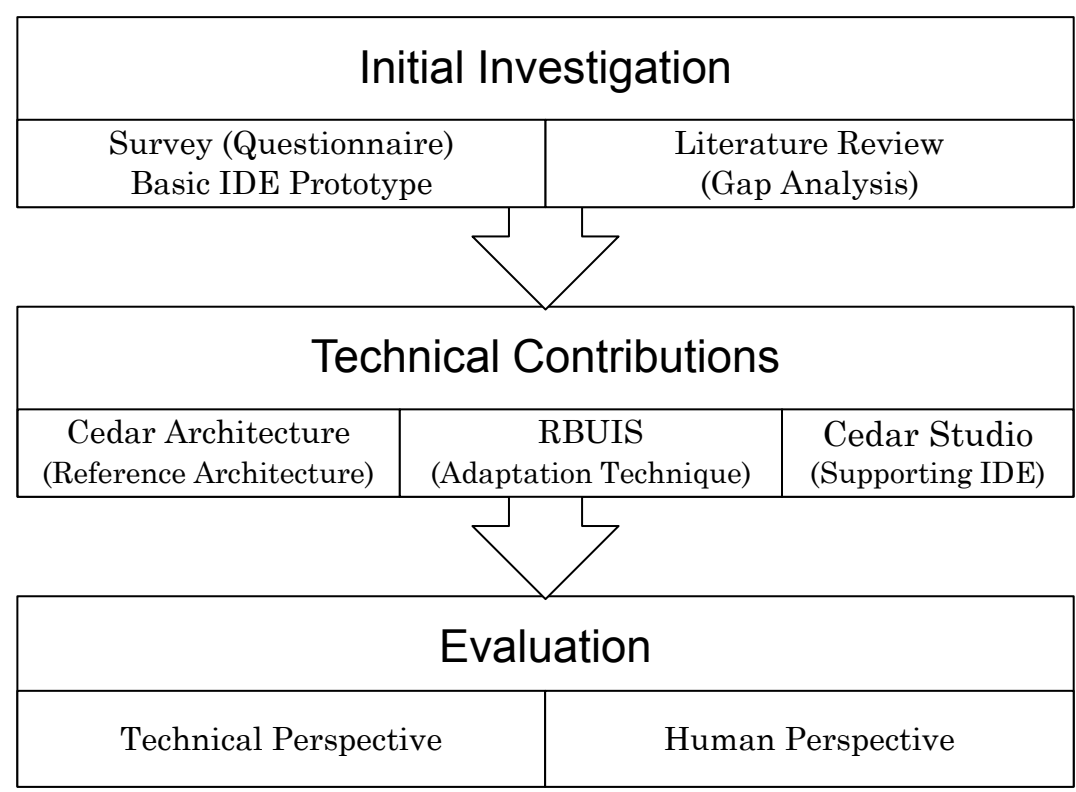 Initial Investigation
Survey (Questionnaire)
Basic IDE Prototype
Literature Review
(Gap Analysis)
Technical Contributions
Cedar Architecture
(Reference Architecture)
RBUIS
(Adaptation Technique)
Cedar Studio
(Supporting IDE)
Evaluation
Technical Perspective
Human Perspective